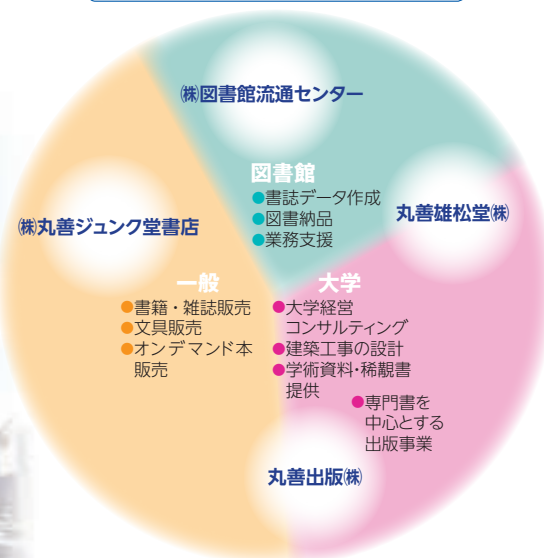 ㈱図書館流通センター
図書館
●書誌データ作成
●図書納品
●業務支援
丸善雄松堂㈱
㈱丸善ジュンク堂書店
一般
●書籍・雑誌販売
●文具販売
●オンデマンド本
販売
大学
●大学経営
コンサルティング
●建築工事の設計
●学術資料・稀覯書
提供
●専門書を
中心とする
出版事業
丸善出版㈱